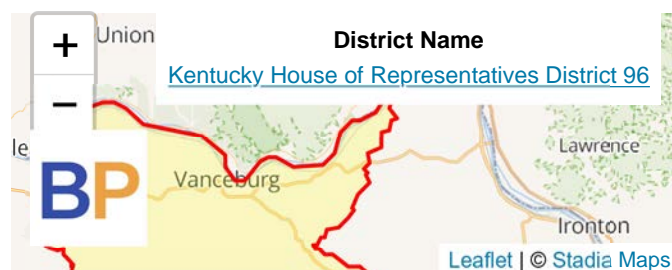 +
Union
District Name
Kentucky House of Representatives District 96
−
le
Lawrence
BP
Vanceburg
Ironton
Leaflet | © Stadia Maps